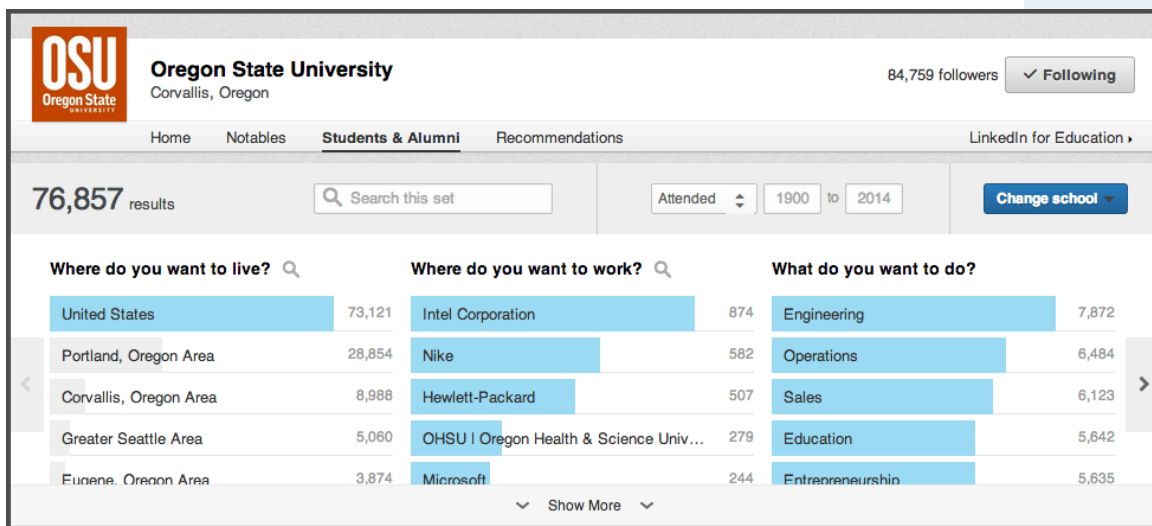 OSU
Oregon State
UNIVERSITY
Oregon State University
Corvallis, Oregon
84,759 followers
Following
Home Notables Students & Alumni Recommendations LinkedIn for Education
76,857 results
Search this set
Attended 1900 to 2014
Change school
Where do you want to live?
United States 73,121
Portland, Oregon Area 28,854
Corvallis, Oregon Area 8,988
Greater Seattle Area 5,060
Eugene, Oregon Area 3,874
Where do you want to work?
Intel Corporation 874
Nike 582
Hewlett-Packard 507
OHSU | Oregon Health & Science Univ... 279
Microsoft 244
What do you want to do?
Engineering 7,872
Operations 6,484
Sales 6,123
Education 5,642
Entrepreneurship 5,635
Show More